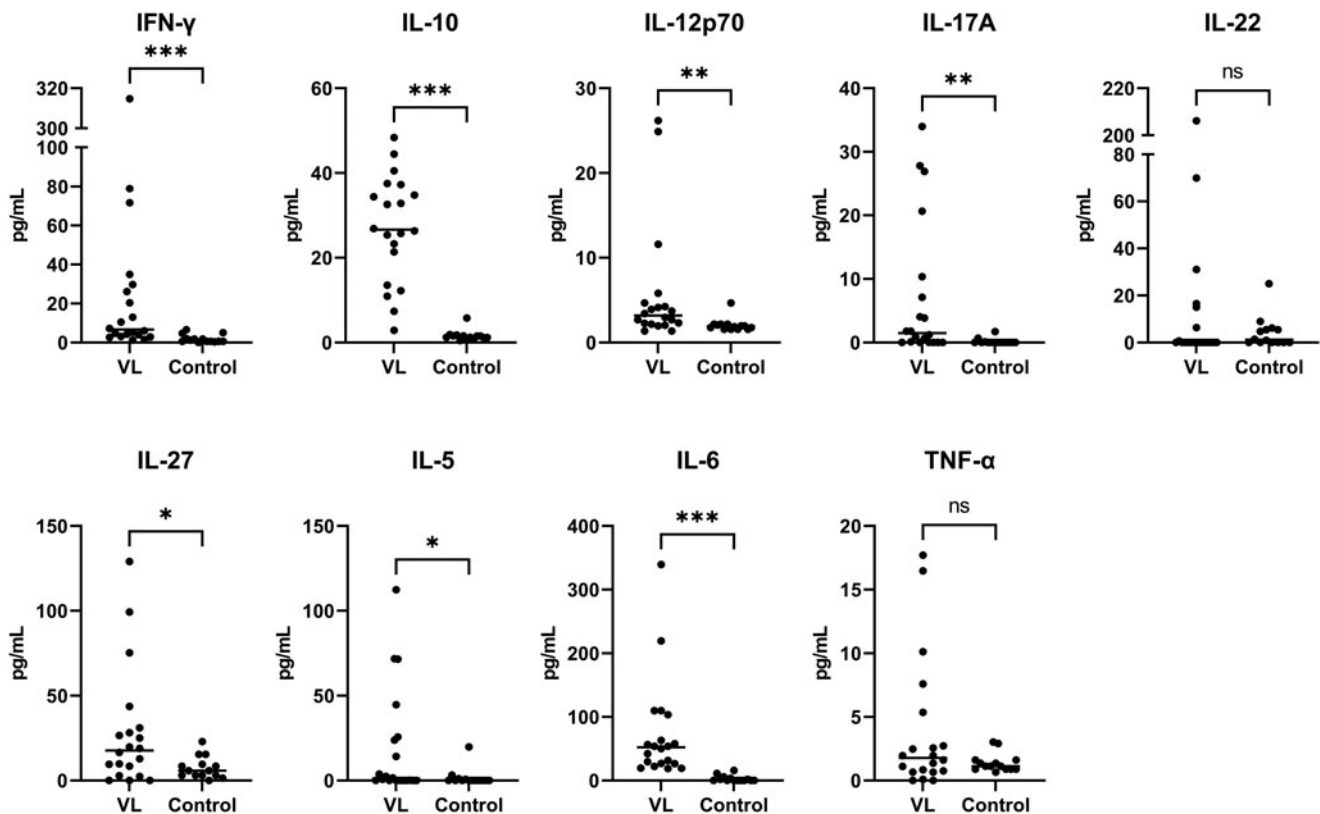 IFN-γ
***
320
300
100
80
60
40
20
0
pg/mL
VL Control
IL-10
***
60
40
20
0
pg/mL
VL Control
IL-12p70
**
30
20
10
0
pg/mL
VL Control
IL-17A
**
40
30
20
10
0
pg/mL
VL Control
IL-22
ns
220
200
80
60
40
20
0
pg/mL
VL Control
IL-27
*
150
100
50
0
pg/mL
VL Control
IL-5
*
150
100
50
0
pg/mL
VL Control
IL-6
***
400
300
200
100
0
pg/mL
VL Control
TNF-α
ns
20
15
10
5
0
pg/mL
VL Control